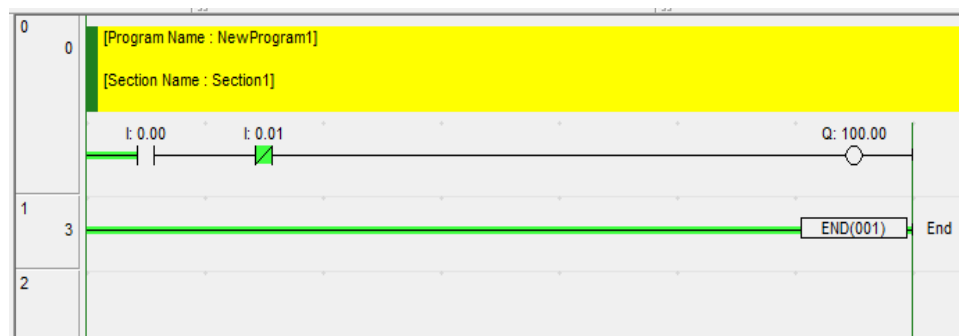 0
0
[Program Name : NewProgram1]
[Section Name : Section1]
I: 0.00
I: 0.01
Q: 100.00
1
3
END(001)
End
2